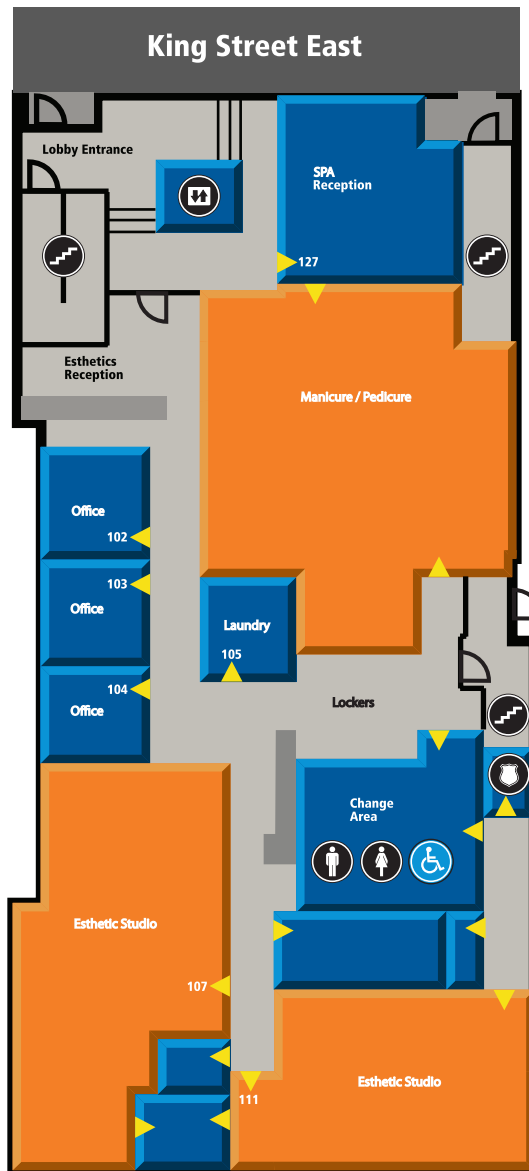 King Street East
Lobby Entrance
SPA
Reception
127
Esthetics
Reception
Manicure / Pedicure
Office
102
103
Office
Laundry
105
104
Office
Lockers
Change
Area
Esthetic Studio
107
Esthetic Studio
111